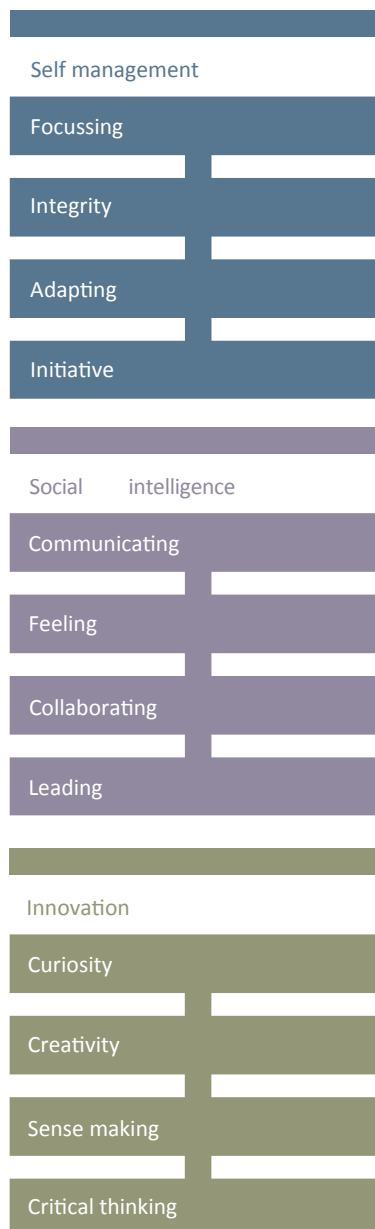 Self management
Focussing
Integrity
Adapting
Initiative
Social intelligence
Communicating
Feeling
Collaborating
Leading
Innovation
Curiosity
Creativity
Sense making
Critical thinking